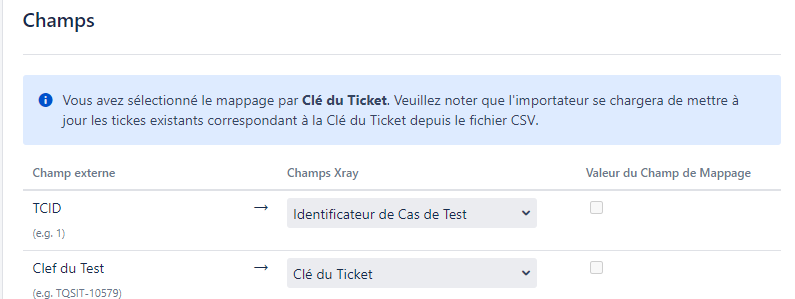 Champs
Vous avez sélectionné le mappage par Clé du Ticket. Veuillez noter que l'importateur se chargera de mettre à
jour les tickes existants correspondant à la Clé du Ticket depuis le fichier CSV.
Champ externe Champs Xray Valeur du Champ de Mappage
TCID → Identificateur de Cas de Test
(e.g. 1)
Clef du Test → Clé du Ticket
(e.g. TQSIT-10579)